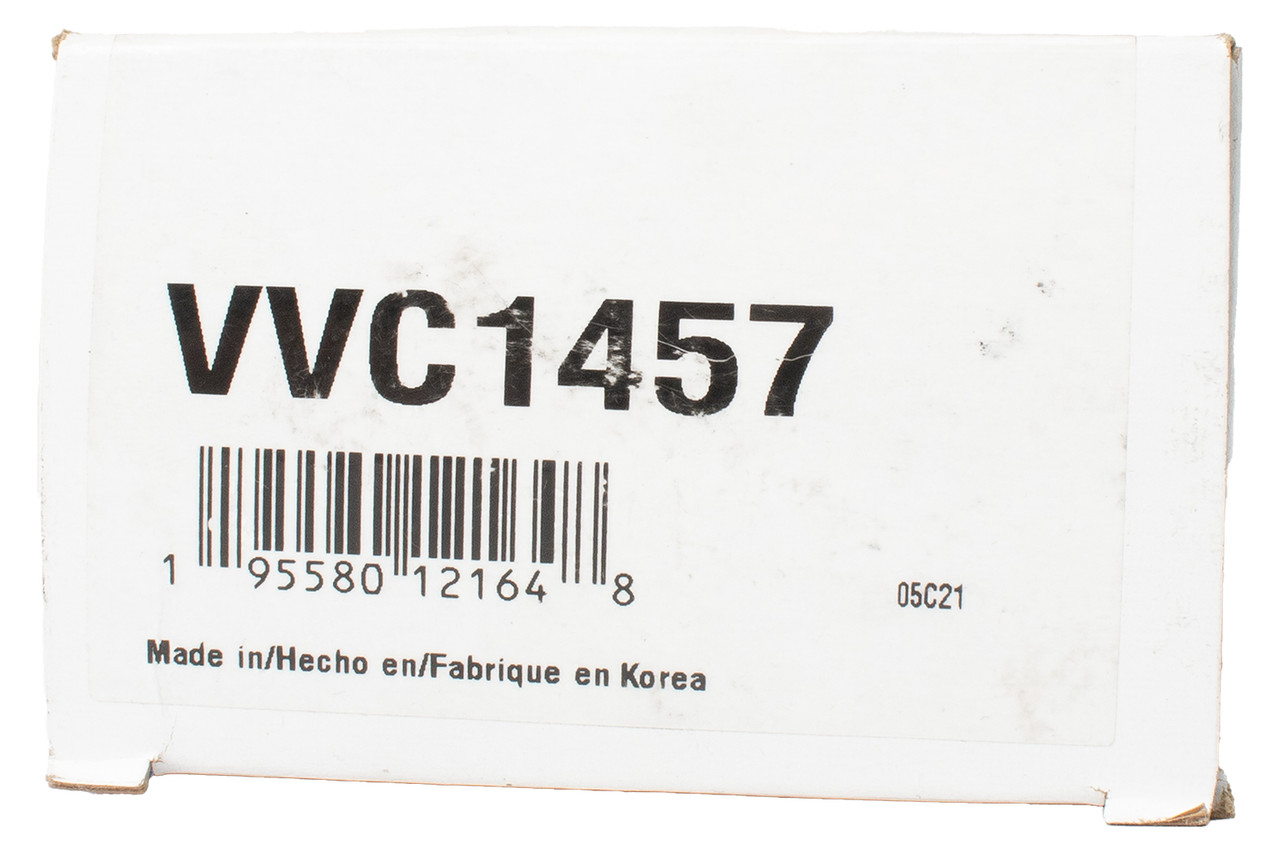 VVC1457
1 95580 12164 8
05C21
Made in/Hecho en/Fabrique en Korea